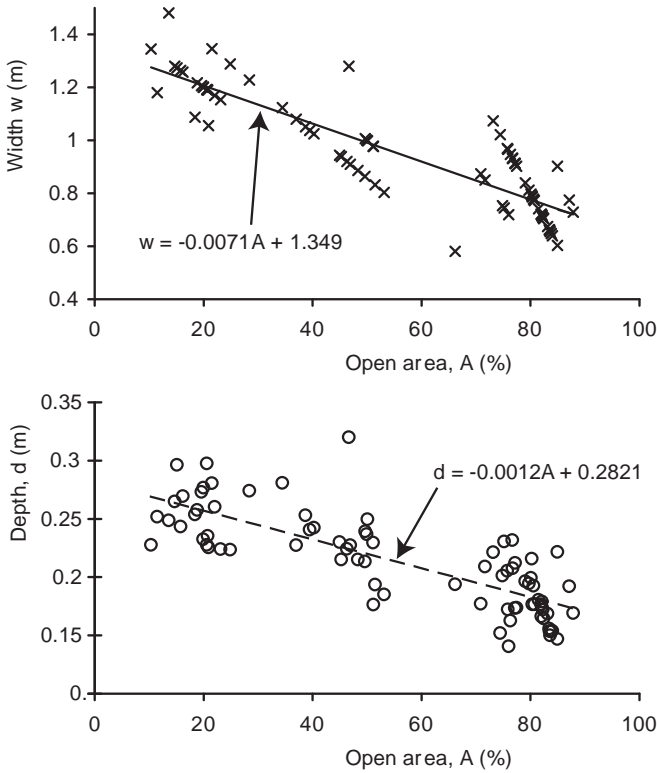 1.4
1.2
1
0.8
0.6
0.4
Width w (m)
w = -0.0071A + 1.349
0 20 40 60 80 100
Open area, A (%)
0.35
0.3
0.25
0.2
0.15
0.
Depth, d (m)
d = -0.0012A + 0.2821
0 20 40 60 80 100
Open area, A (%)